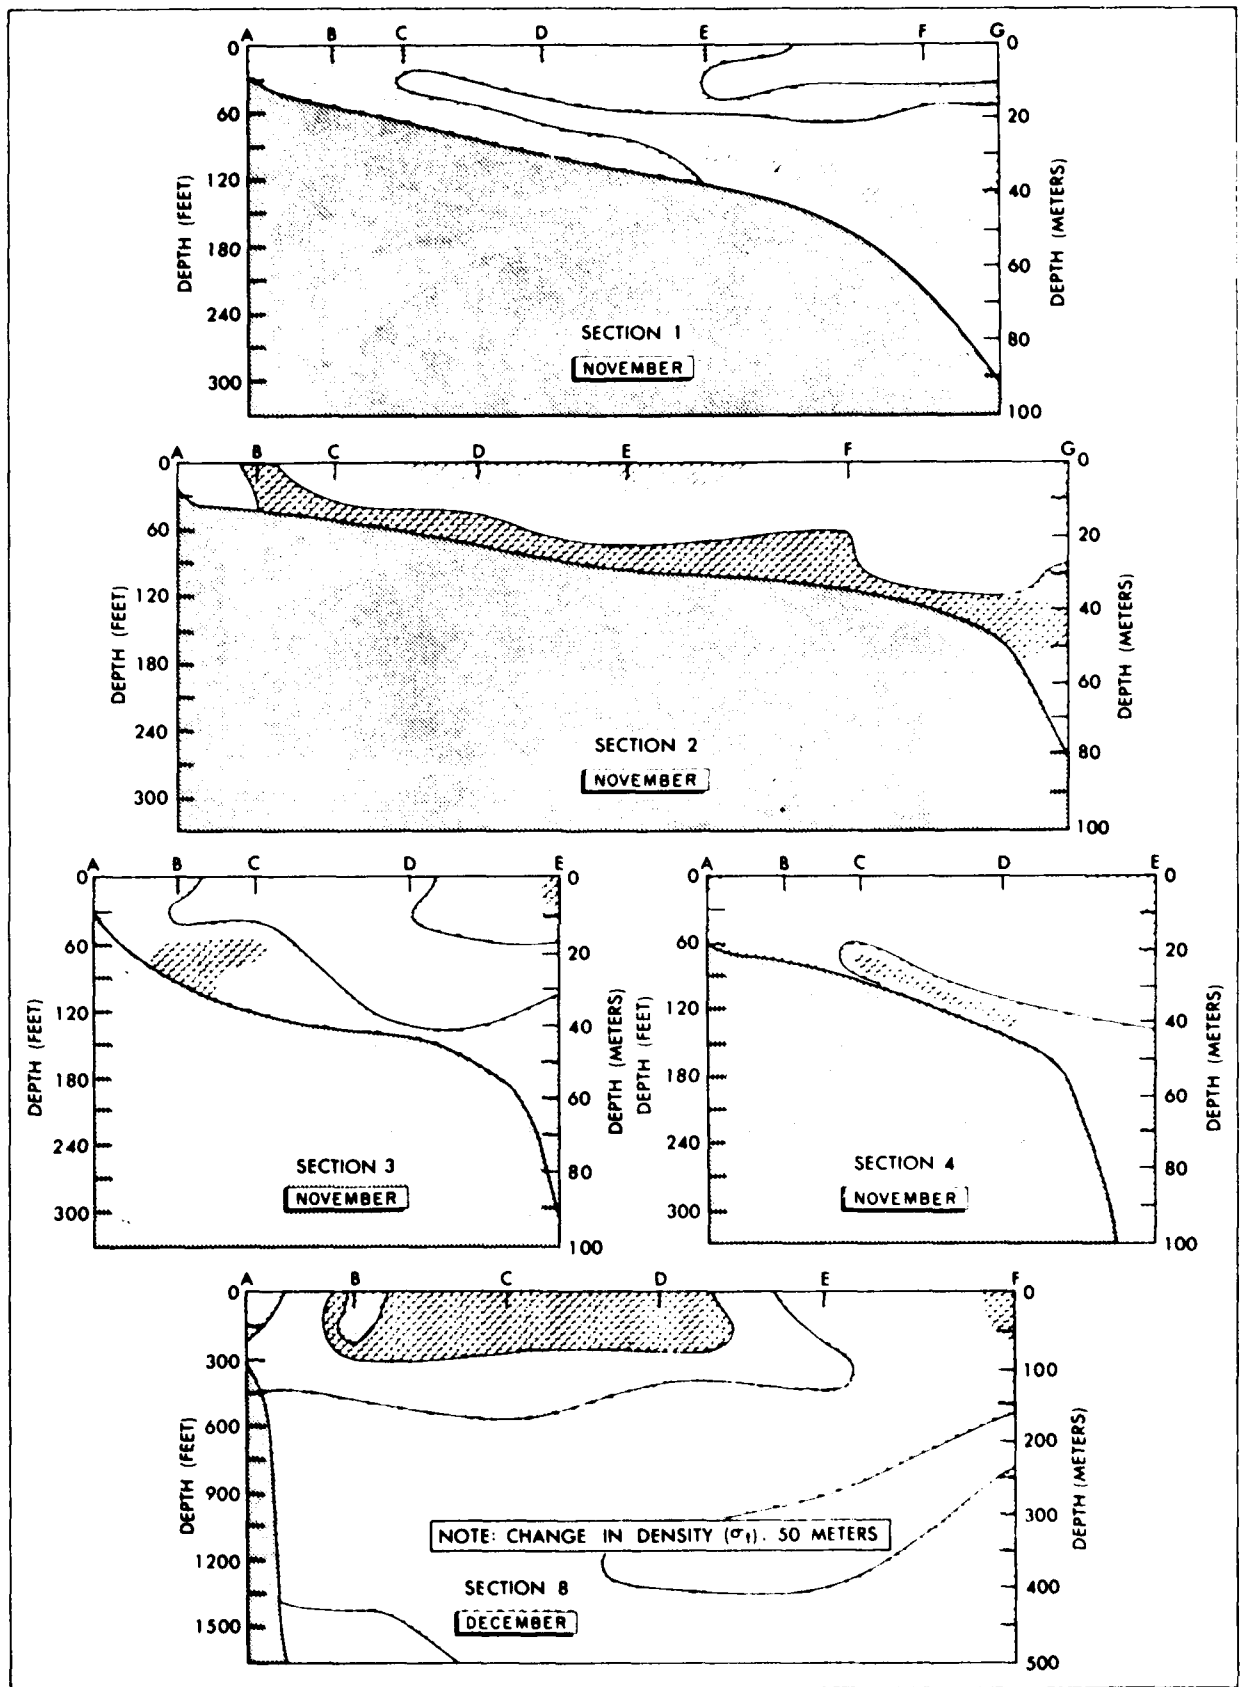 A B C D E F G
0 0
60 20
120 40
180 60
240 80
300 100
DEPTH (FEET)
DEPTH (METERS)
SECTION 1
NOVEMBER
A B C D E F G
0 0
60 20
120 40
180 60
240 80
300 100
DEPTH (FEET)
DEPTH (METERS)
SECTION 2
NOVEMBER
A B C D E
0 0
60 20
120 40
180 60
240 80
300 100
DEPTH (FEET)
DEPTH (METERS)
SECTION 3
NOVEMBER
A B C D E
0 0
60 20
120 40
180 60
240 80
300 100
DEPTH (FEET)
DEPTH (METERS)
SECTION 4
NOVEMBER
A B C D E F
0 0
300 100
600 200
900 300
1200 400
1500 500
DEPTH (FEET)
DEPTH (METERS)
NOTE: CHANGE IN DENSITY (σt). 50 METERS
SECTION 8
DECEMBER